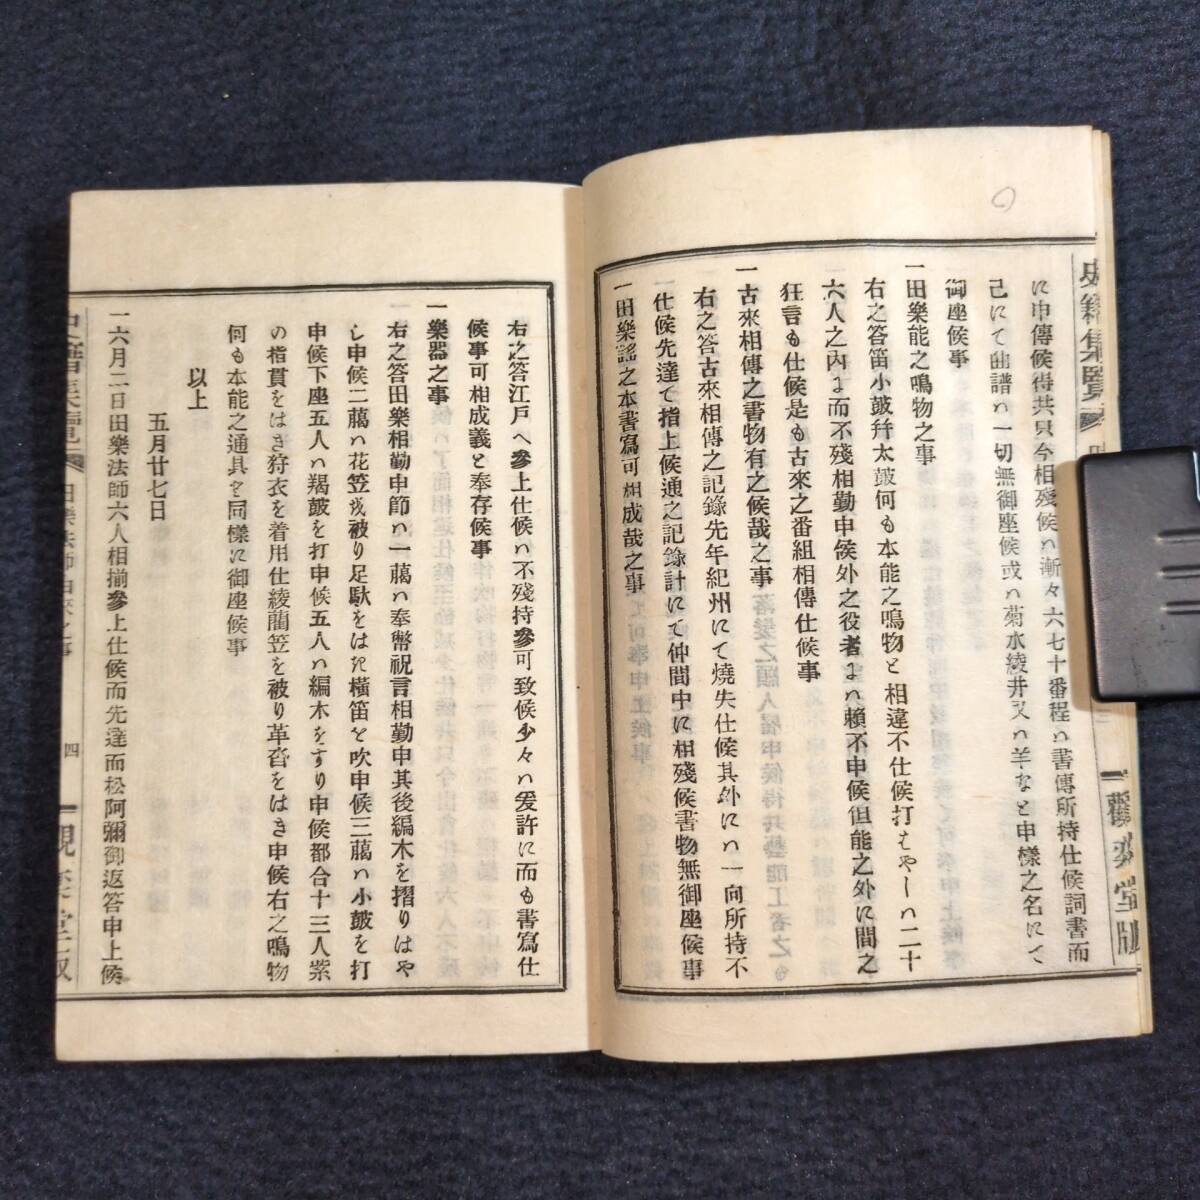 史籍集覽
に申傳候得共只今相殘候ハ漸々六七十番程ハ書傳所持仕候詞書而
己にて曲譜ハ一切無御座候或ハ菊水綾井又ハ羊なと申樣之名にて
御座候事
一田樂能之鳴物之事
右之答笛小皷幷太皷何も本能之鳴物と相違不仕候打はやしハ二十
六人之內ニ而不殘相勤申候外之役者ニハ賴不申候但能之外に間之
狂言も仕候是も古來之番組相傳仕候事
一古來相傳之書物有之候哉之事
右之答古來相傳之記錄先年紀州にて燒失仕候其外にハ一向所持不
仕候先達て指上候通之記錄計にて仲間中に相殘候書物無御座候事
一田樂謠之本書寫可相成哉之事
右之答江戶へ參上仕候ハ不殘持參可致候少々ハ爰許に而も書寫仕
候事可相成義と奉存候事
一樂器之事
右之答田樂相勤申節ハ一﨟ハ奉幣祝言相勤申其後編木を摺りはや
し申候二﨟ハ花笠を被り足駄をはき橫笛を吹申候三﨟ハ小皷を打
申候下座五人ハ羯皷を打申候五人ハ編木をすり申候都合十三人紫
の指貫をはき狩衣を着用仕綾藺笠を被り革沓をはき申候右之鳴物
何も本能之通具を同樣に御座候事
以上
五月廿七日
一六月二日田樂法師六人相揃參上仕候而先達而松阿彌御返答申上候
四